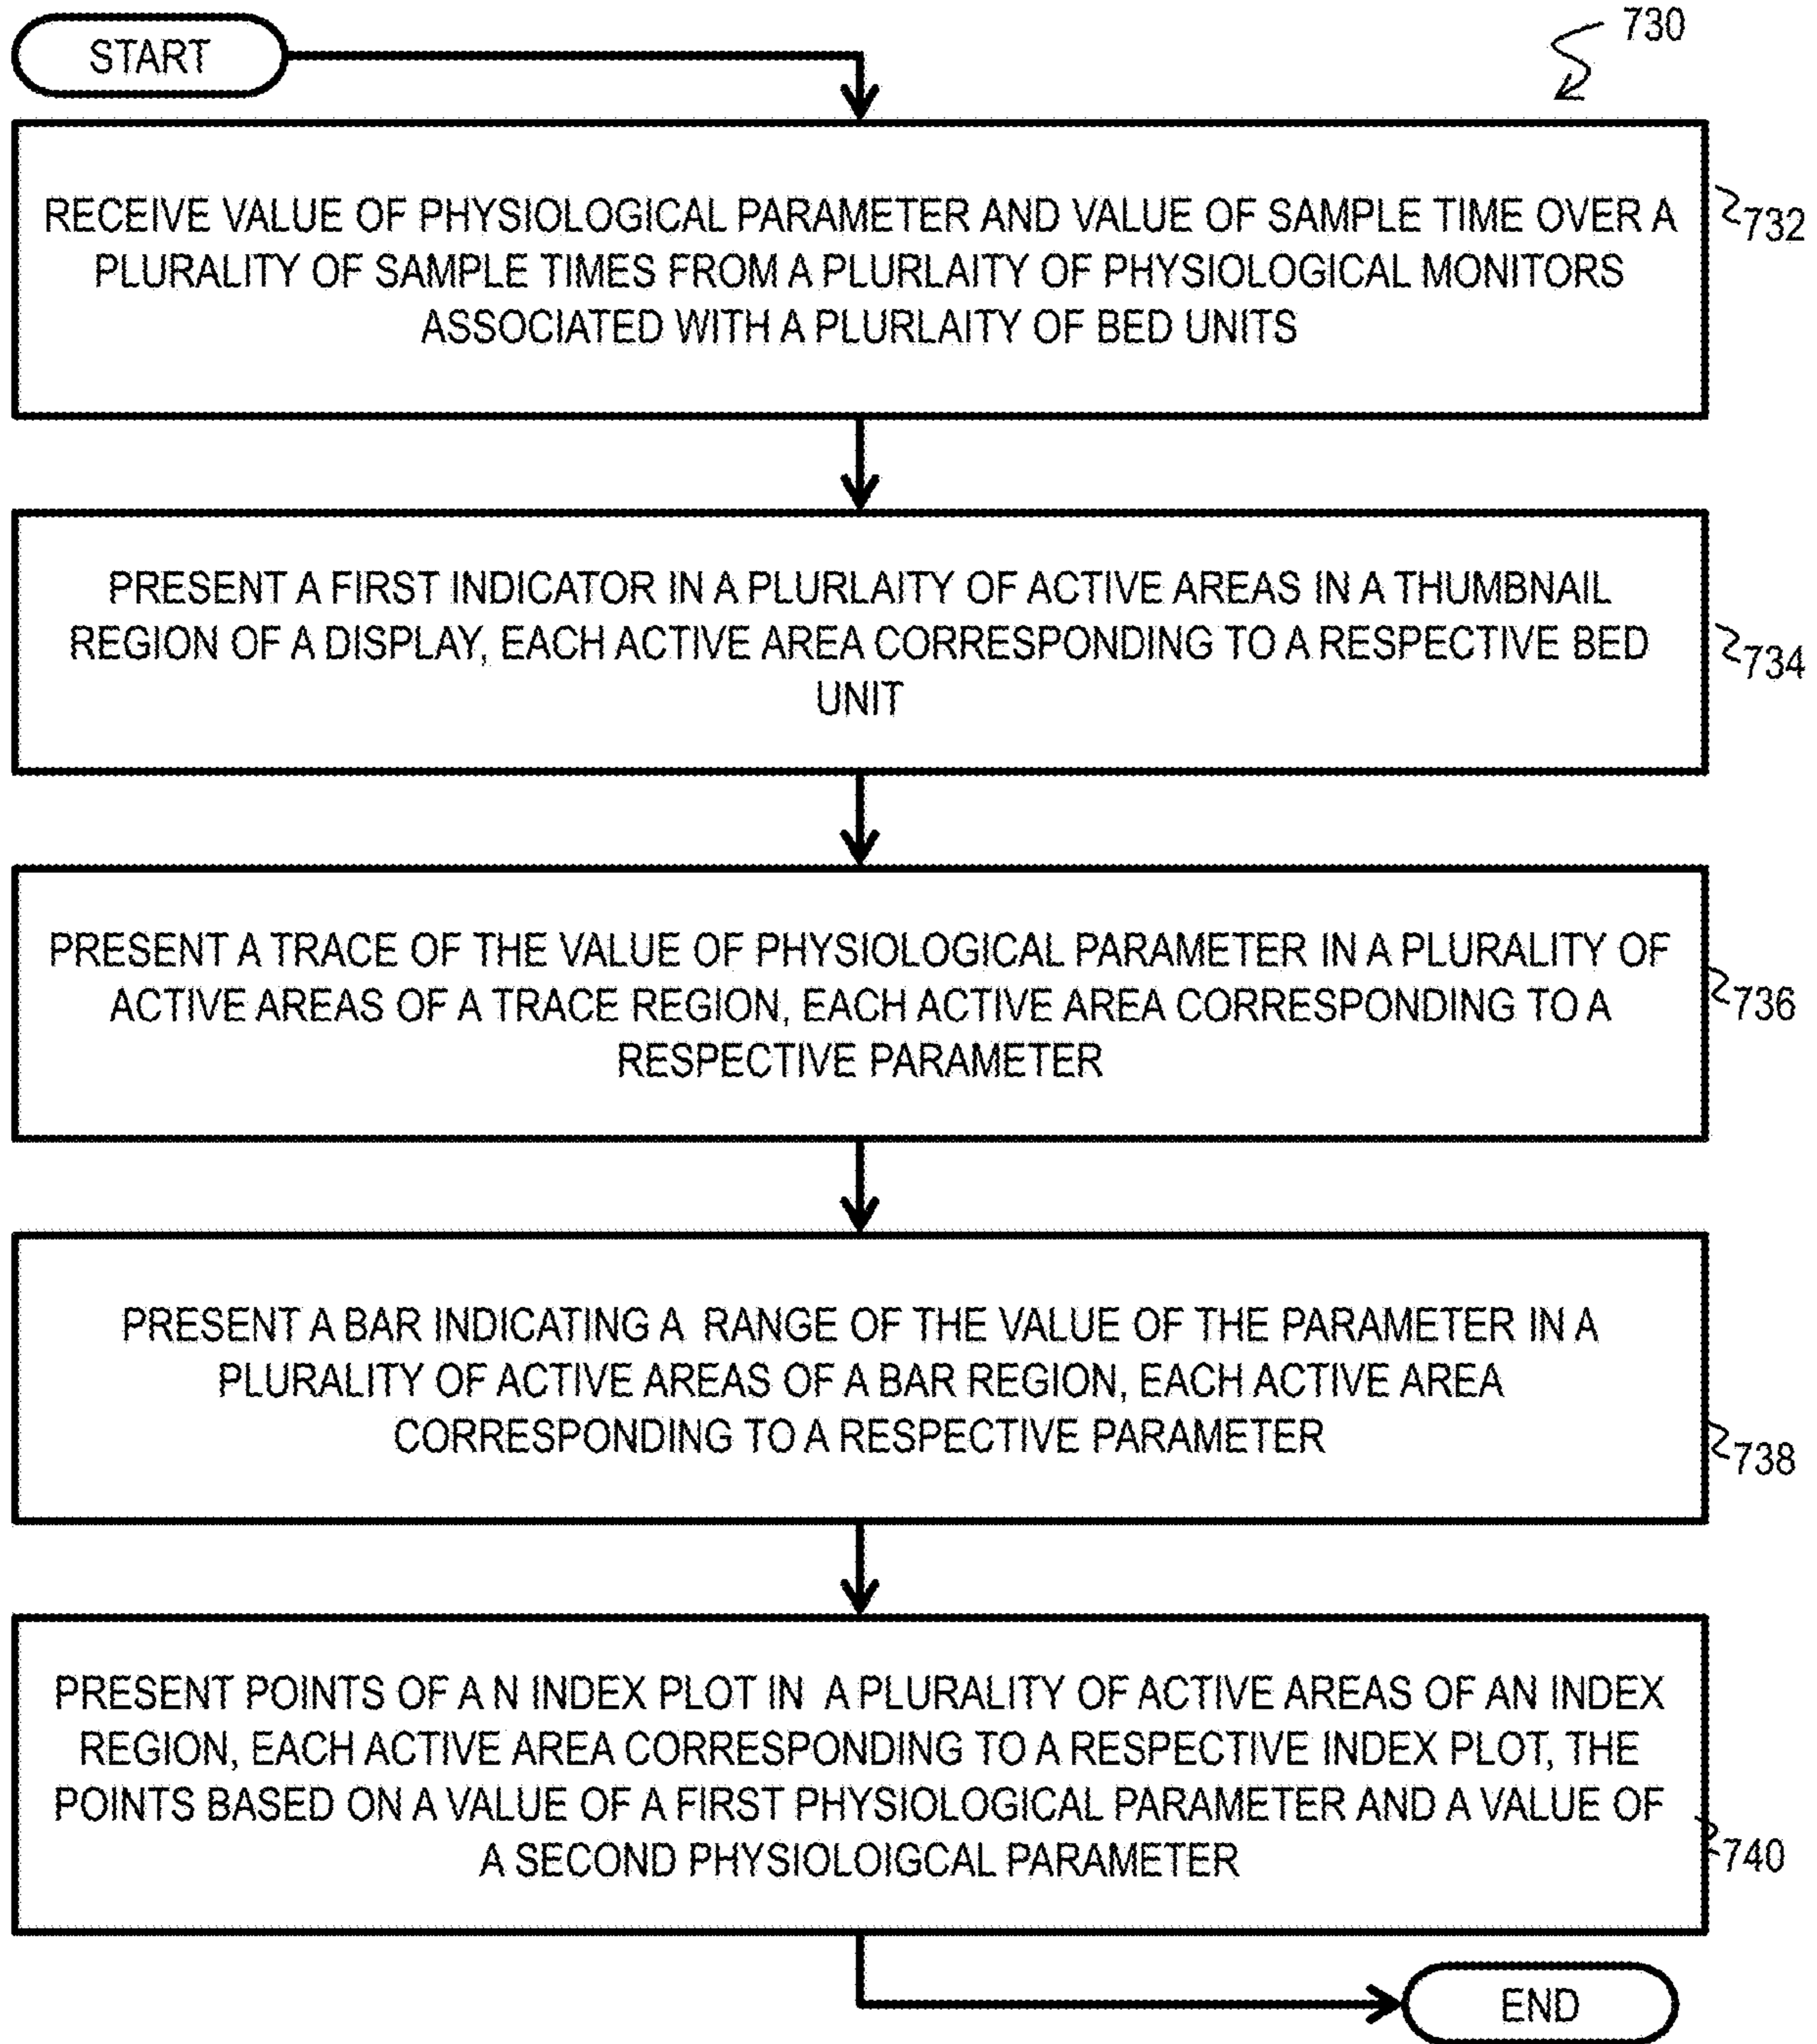 START
730
RECEIVE VALUE OF PHYSIOLOGICAL PARAMETER AND VALUE OF SAMPLE TIME OVER A
PLURALITY OF SAMPLE TIMES FROM A PLURLAITY OF PHYSIOLOGICAL MONITORS
ASSOCIATED WITH A PLURLAITY OF BED UNITS
732
PRESENT A FIRST INDICATOR IN A PLURLAITY OF ACTIVE AREAS IN A THUMBNAIL
REGION OF A DISPLAY, EACH ACTIVE AREA CORRESPONDING TO A RESPECTIVE BED
UNIT
734
PRESENT A TRACE OF THE VALUE OF PHYSIOLOGICAL PARAMETER IN A PLURALITY OF
ACTIVE AREAS OF A TRACE REGION, EACH ACTIVE AREA CORRESPONDING TO A
RESPECTIVE PARAMETER
736
PRESENT A BAR INDICATING A RANGE OF THE VALUE OF THE PARAMETER IN A
PLURALITY OF ACTIVE AREAS OF A BAR REGION, EACH ACTIVE AREA
CORRESPONDING TO A RESPECTIVE PARAMETER
738
PRESENT POINTS OF A N INDEX PLOT IN A PLURALITY OF ACTIVE AREAS OF AN INDEX
REGION, EACH ACTIVE AREA CORRESPONDING TO A RESPECTIVE INDEX PLOT, THE
POINTS BASED ON A VALUE OF A FIRST PHYSIOLOGICAL PARAMETER AND A VALUE OF
A SECOND PHYSIOLOIGCAL PARAMETER
740
END